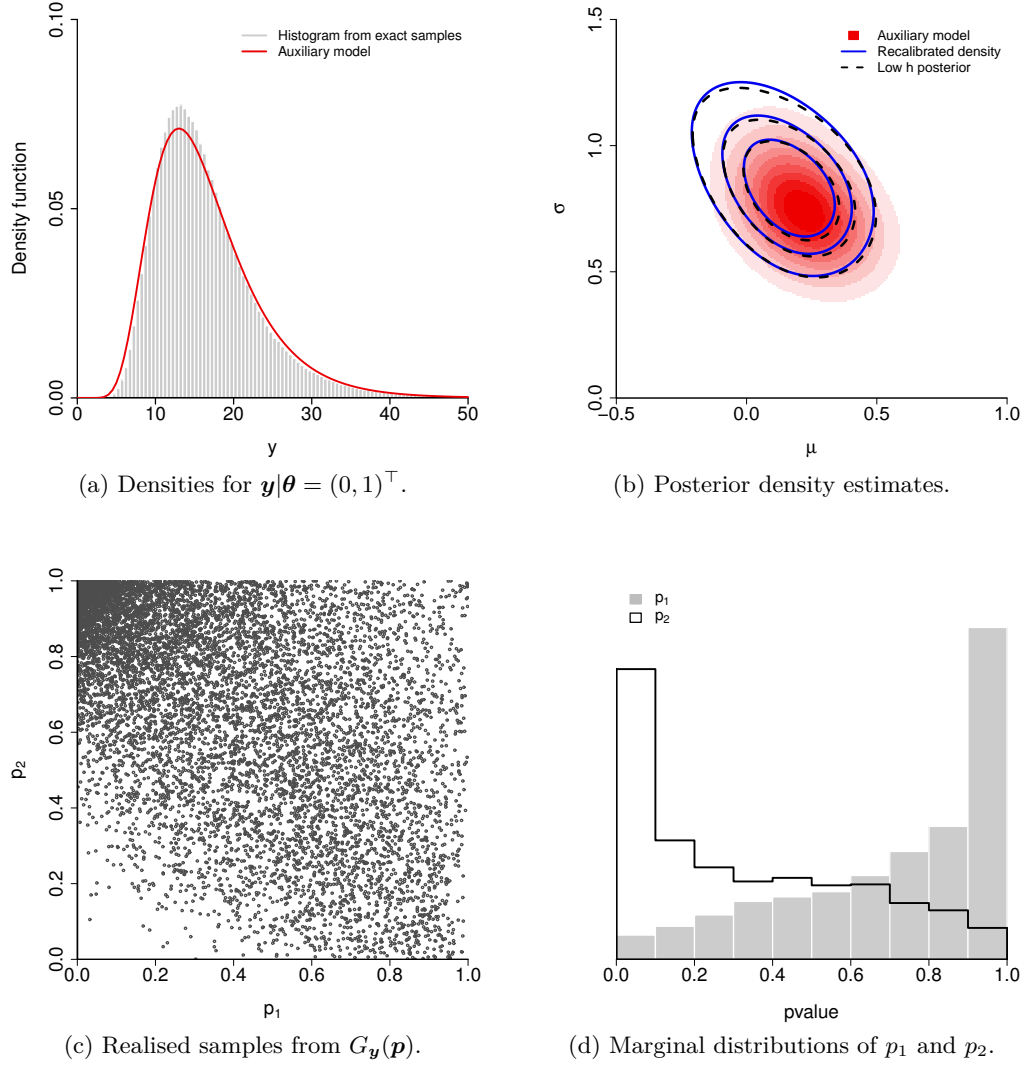 0.10
0.05
0.00
Density function
Histogram from exact samples
Auxiliary model
0 10 20 30 40 50
y
(a) Densities for y|θ = (0, 1)⊤.
1.5
1.0
0.5
0.0
σ
Auxiliary model
Recalibrated density
Low h posterior
−0.5 0.0 0.5 1.0
μ
(b) Posterior density estimates.
1.0
0.8
0.6
0.4
0.2
0.0
p2
0.0 0.2 0.4 0.6 0.8 1.0
p1
(c) Realised samples from Gy(p).
p1
p2
0.0 0.2 0.4 0.6 0.8 1.0
pvalue
(d) Marginal distributions of p1 and p2.